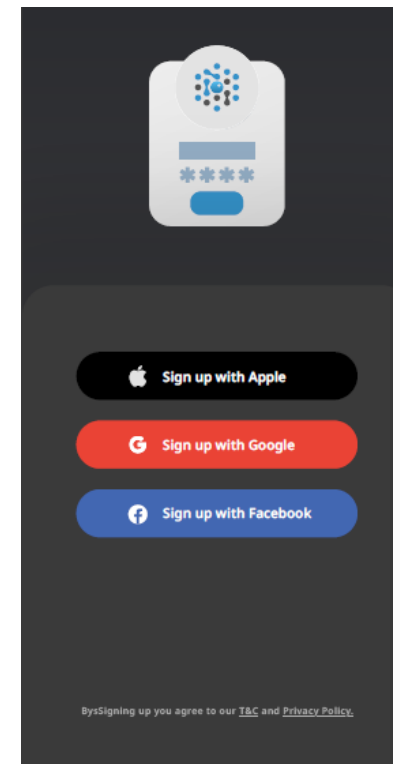 ****
Sign up with Apple
Sign up with Google
Sign up with Facebook
BysSigning up you agree to our T&C and Privacy Policy.